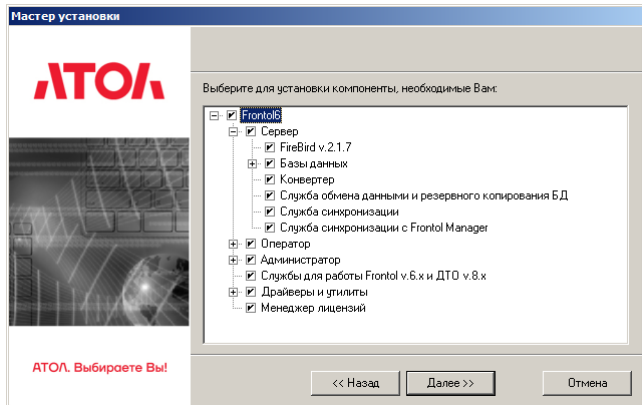 Мастер установки
АТОЛ
Выберите для установки компоненты, необходимые Вам:
Frontol6
Сервер
FireBird v.2.1.7
Базы данных
Конвертер
Служба обмена данными и резервного копирования БД
Служба синхронизации
Служба синхронизации с Frontol Manager
Оператор
Администратор
Службы для работы Frontol v.6.x и ДТО v.8.x
Драйверы и утилиты
Менеджер лицензий
АТОЛ. Выбираете Вы!
<< Назад
Далее >>
Отмена